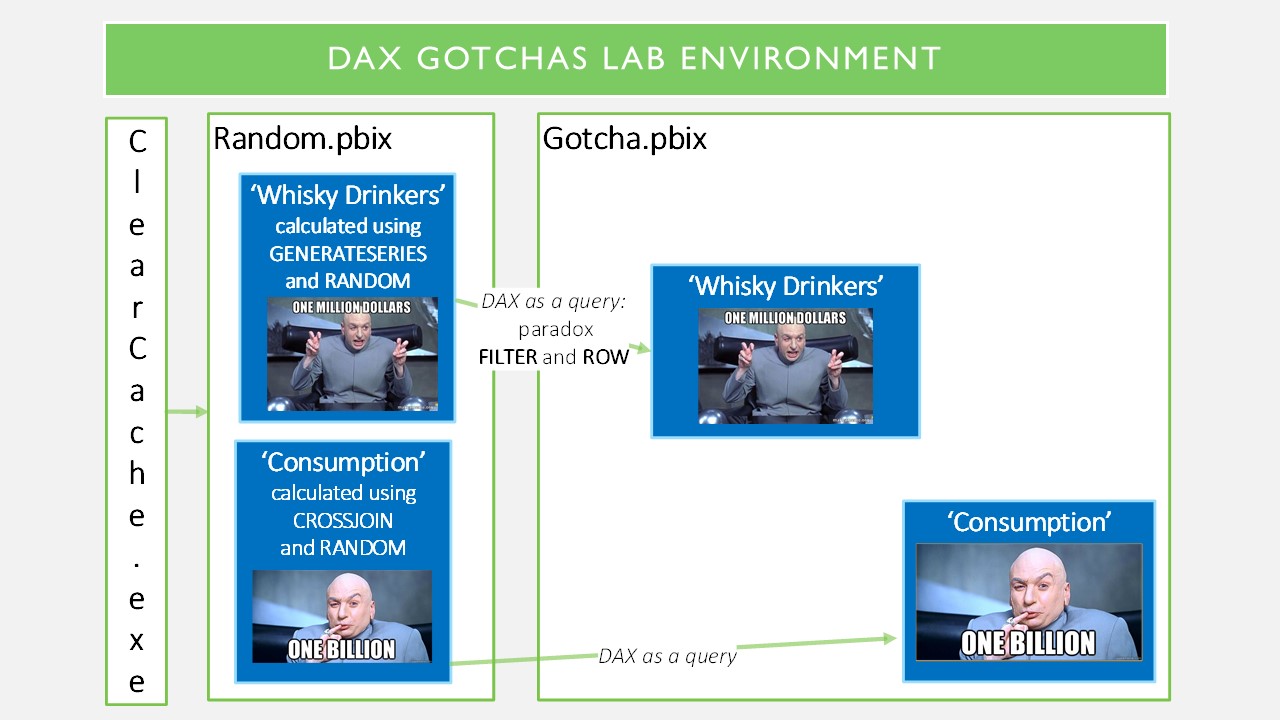 DAX GOTCHAS LAB ENVIRONMENT
C
l
e
a
r
C
a
c
h
e
.
e
x
e
Random.pbix
‘Whisky Drinkers’
calculated using
GENERATESERIES
and RANDOM
ONE MILLION DOLLARS
‘Consumption’
calculated using
CROSSJOIN
and RANDOM
ONE BILLION
DAX as a query:
paradox
FILTER and ROW
DAX as a query
Gotcha.pbix
‘Whisky Drinkers’
ONE MILLION DOLLARS
‘Consumption’
ONE BILLION